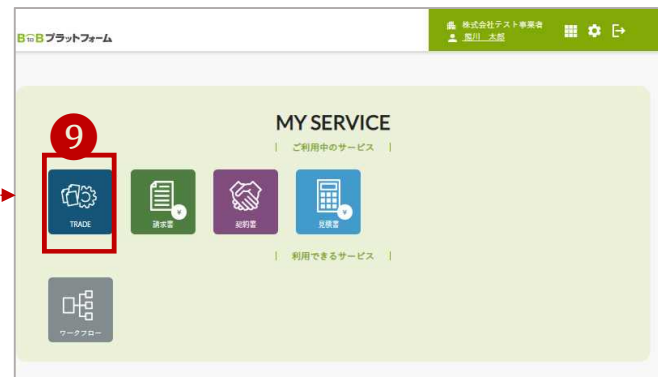 BtoBプラットフォーム
株式会社テスト事業者
太郎
9
MY SERVICE
| ご利用中のサービス |
TRADE
請求書
契約書
見積書
¥
¥
| 利用できるサービス |
ワークフロー